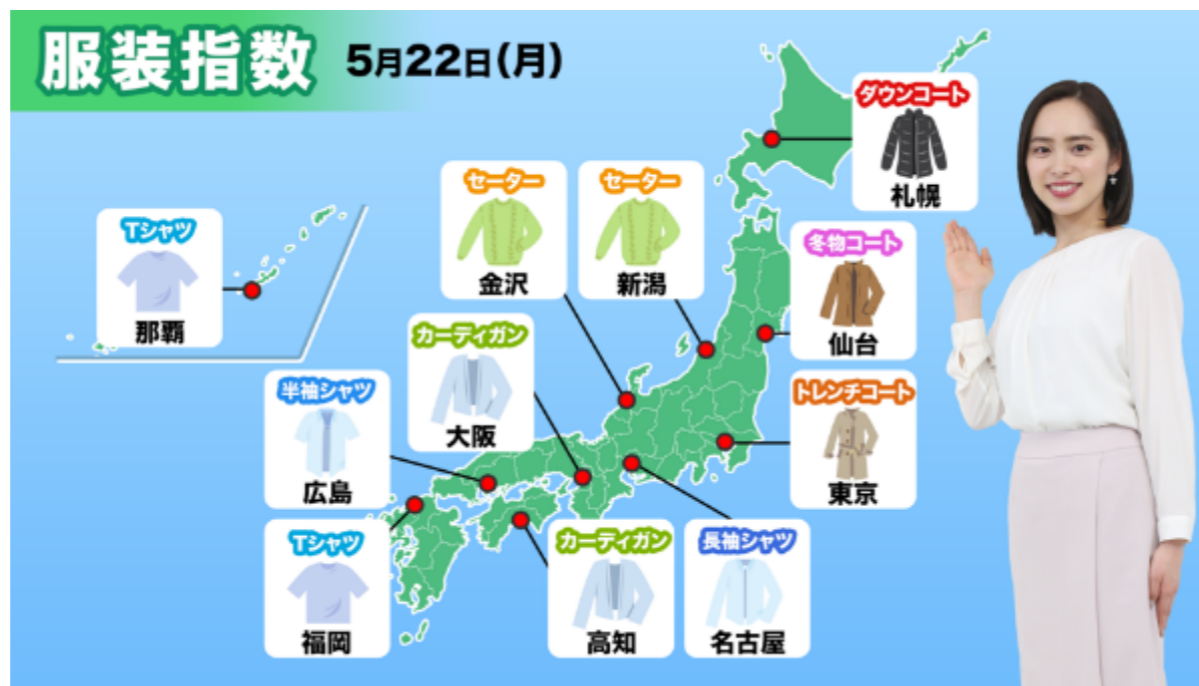 服装指数 5月22日(月)
ダウンコート
札幌
セーター
金沢
セーター
新潟
Tシャツ
那覇
冬物コート
仙台
カーディガン
大阪
半袖シャツ
広島
トレンチコート
東京
Tシャツ
福岡
カーディガン
高知
長袖シャツ
名古屋